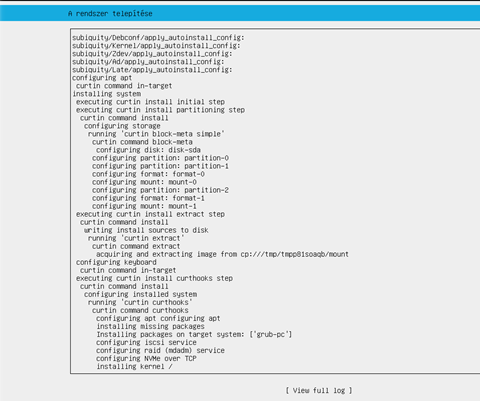 A rendszer telepítése
subiquity/Debconf/apply_autoinstall_config:
subiquity/Kernel/apply_autoinstall_config:
subiquity/Zdev/apply_autoinstall_config:
subiquity/Ad/apply_autoinstall_config:
subiquity/Late/apply_autoinstall_config:
configuring apt
curtin command in-target
installing system
executing curtin install initial step
executing curtin install partitioning step
curtin command install
configuring storage
running 'curtin block-meta simple'
curtin command block-meta
configuring disk: disk-sda
configuring partition: partition-0
configuring partition: partition-1
configuring format: format-0
configuring mount: mount-0
configuring partition: partition-2
configuring format: format-1
configuring mount: mount-1
executing curtin install extract step
curtin command install
writing install sources to disk
running 'curtin extract'
curtin command extract
acquiring and extracting image from cp:///tmp/tmpp81soaqb/mount
configuring keyboard
curtin command in-target
executing curtin install curthooks step
curtin command install
configuring installed system
running 'curtin curthooks'
curtin command curthooks
configuring apt configuring apt
installing missing packages
Installing packages on target system: ['grub-pc']
configuring iscsi service
configuring raid (mdadm) service
configuring NVMe over TCP
installing kernel /
[ View full log ]